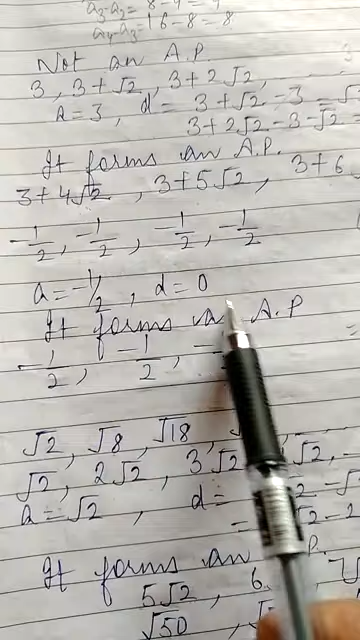 a₃-a₂ = 8-4=4
a₄-a₃ = 16-8=8
Not an A.P.
3, 3+√2, 3+2√2,
a=3, d= 3+√2-3 =
3+2√2-3-√2 =
It forms an A.P.
3+4√2, 3+5√2, 3+6
-1/2, -1/2, -1/2, -1/2
a = -1/2, d=0
It forms an A.P
-1/2, -1/2, -
√2, √8, √18,
√2, 2√2, 3√2
a=√2, d=
It forms an P.
5√2, 6
√50,